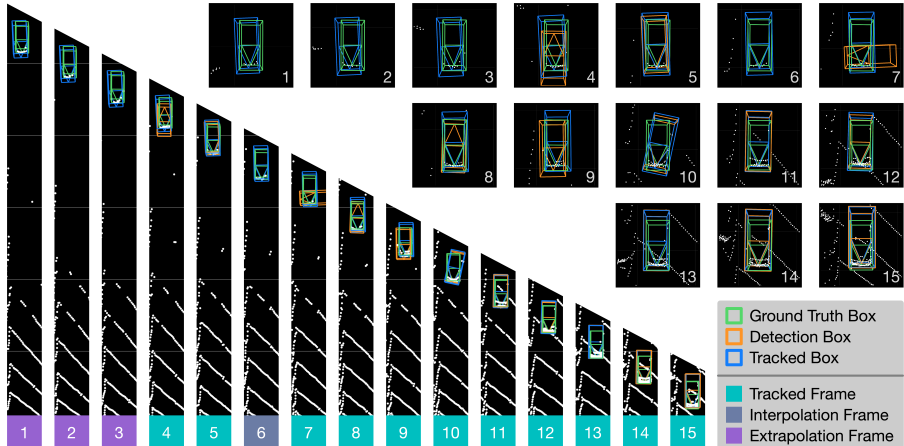 1 2 3 4 5 6 7
8 9 10 11 12
13 14 15
Ground Truth Box
Detection Box
Tracked Box
Tracked Frame
Interpolation Frame
Extrapolation Frame
1 2 3 4 5 6 7 8 9 10 11 12 13 14 15